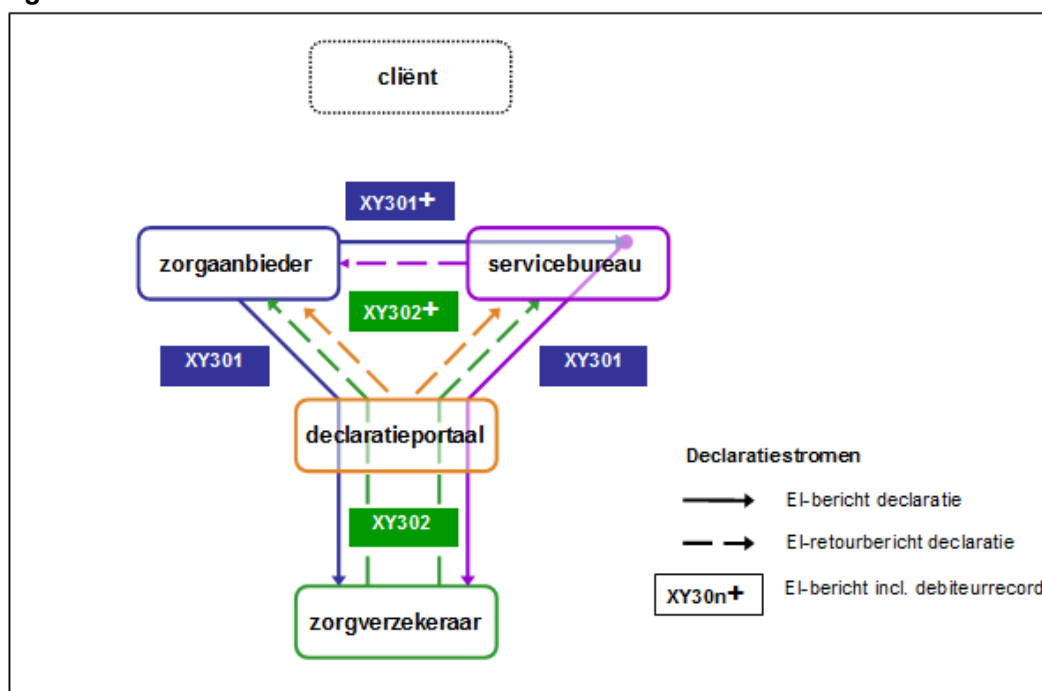 cliënt
XY301+
zorgaanbieder
servicebureau
XY302+
XY301
XY301
declaratieportaal
Declaratiestromen
EI-bericht declaratie
XY302
EI-retourbericht declaratie
XY30n+
EI-bericht incl. debiteurrecord
zorgverzekeraar